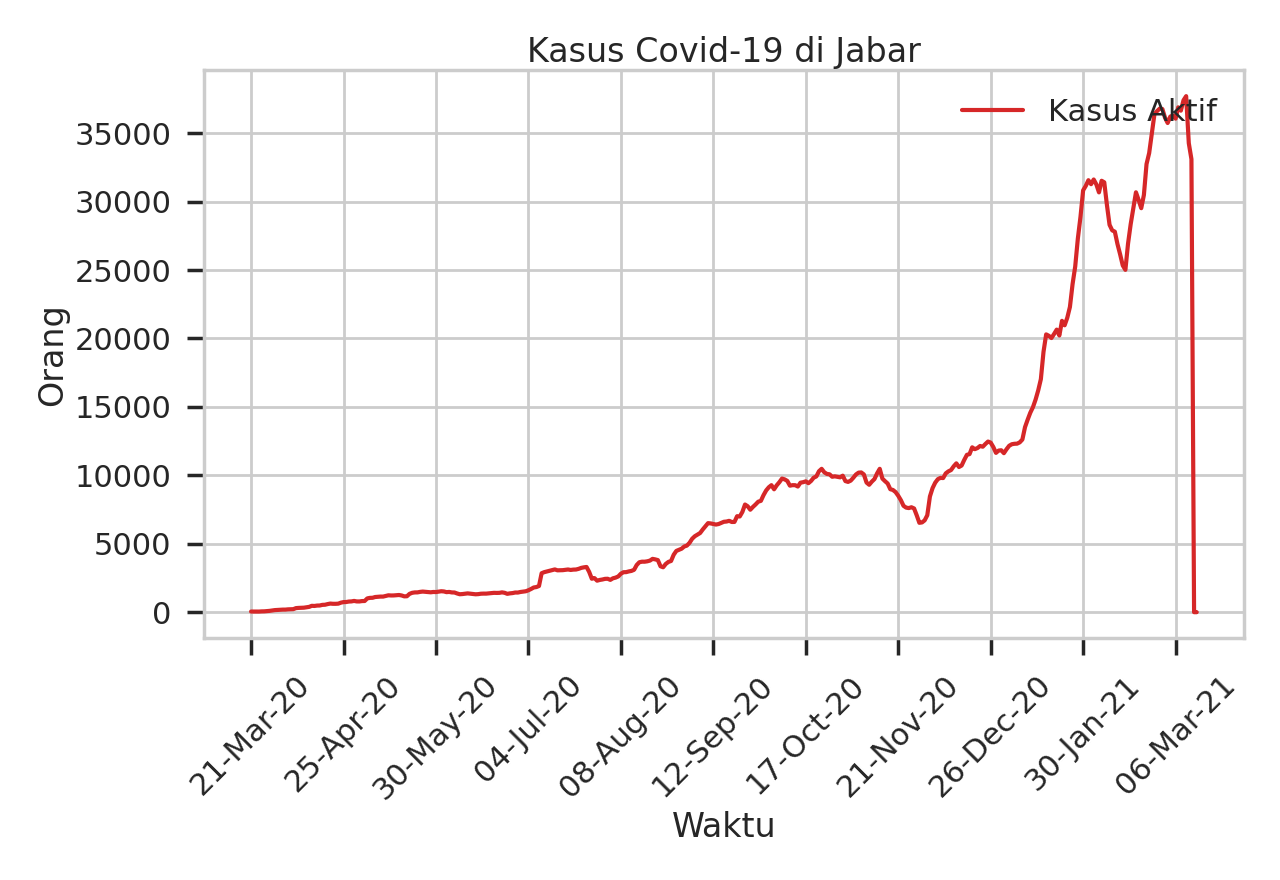 Kasus Covid-19 di Jabar
Kasus Aktif
Orang
35000
30000
25000
20000
15000
10000
5000
0
21-Mar-20
25-Apr-20
30-May-20
04-Jul-20
08-Aug-20
12-Sep-20
17-Oct-20
21-Nov-20
26-Dec-20
30-Jan-21
06-Mar-21
Waktu